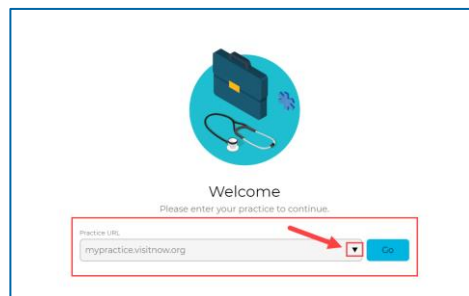 Welcome
Please enter your practice to continue.
Practice URL
mypractice.visitnow.org
Go